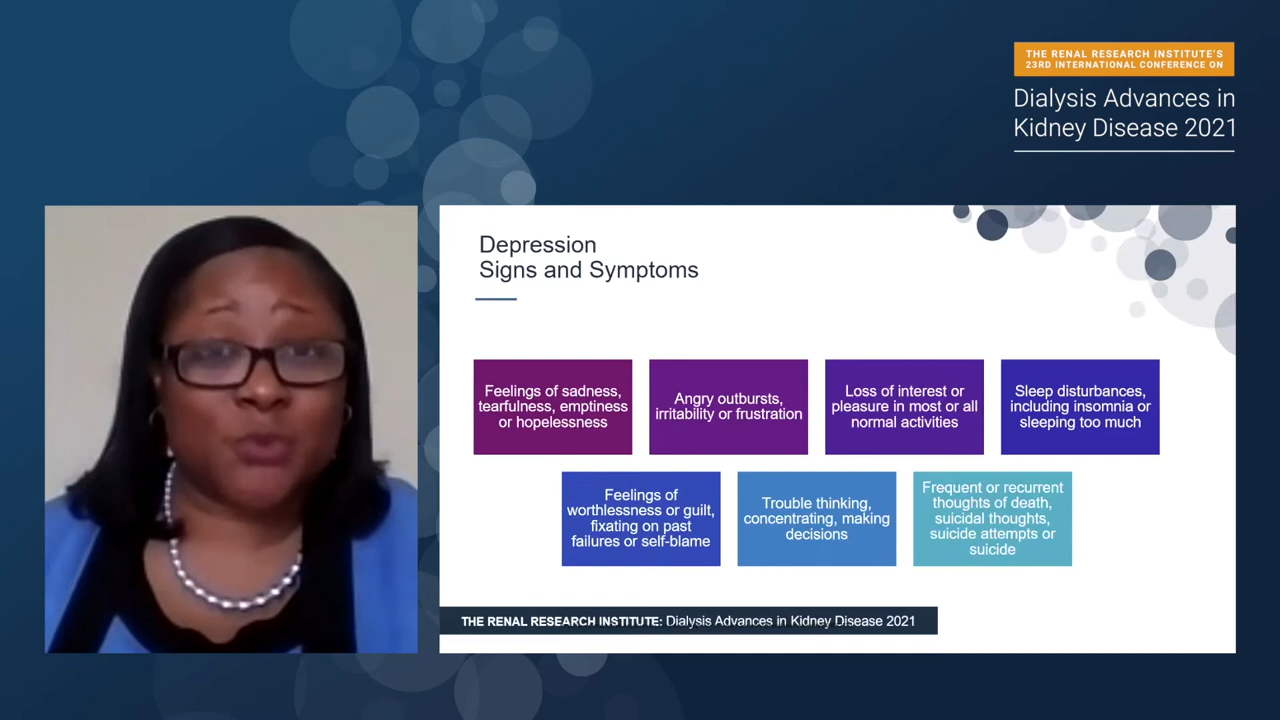 THE RENAL RESEARCH INSTITUTE'S
23RD INTERNATIONAL CONFERENCE ON
Dialysis Advances in
Kidney Disease 2021
Depression
Signs and Symptoms
Feelings of sadness,
tearfulness, emptiness
or hopelessness
Angry outbursts,
irritability or frustration
Loss of interest or
pleasure in most or all
normal activities
Sleep disturbances,
including insomnia or
sleeping too much
Feelings of
worthlessness or guilt,
fixating on past
failures or self-blame
Trouble thinking,
concentrating, making
decisions
Frequent or recurrent
thoughts of death,
suicidal thoughts,
suicide attempts or
suicide
THE RENAL RESEARCH INSTITUTE: Dialysis Advances in Kidney Disease 2021